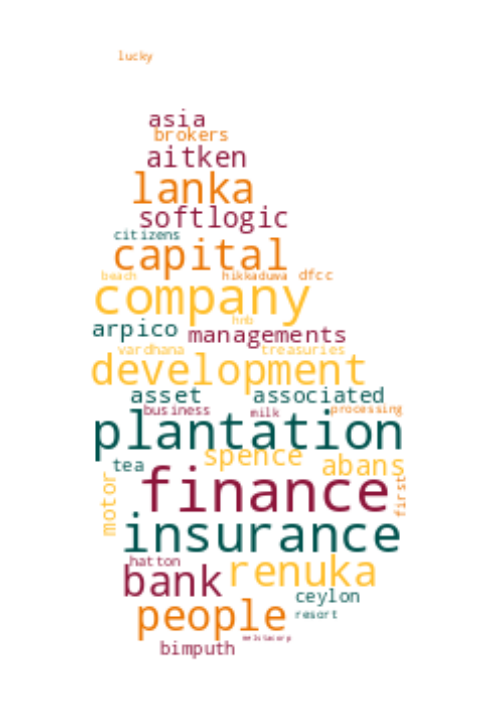 lucky
asia
brokers
aitken
lanka
softlogic
citizens
capital
beach hikkaduwa dfcc
company
hnb
arpico managements
vardhana treasuries
development
asset associated
business milk processing
plantation
spence abans
tea
motor finance first
insurance
hatton
bank renuka
ceylon
people resort
melstacorp
bimputh